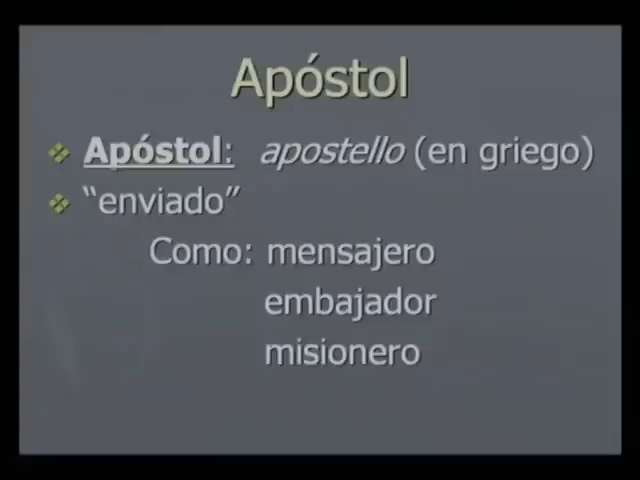 Apóstol
Apóstol: apostello (en griego)
“enviado”
Como: mensajero
embajador
misionero